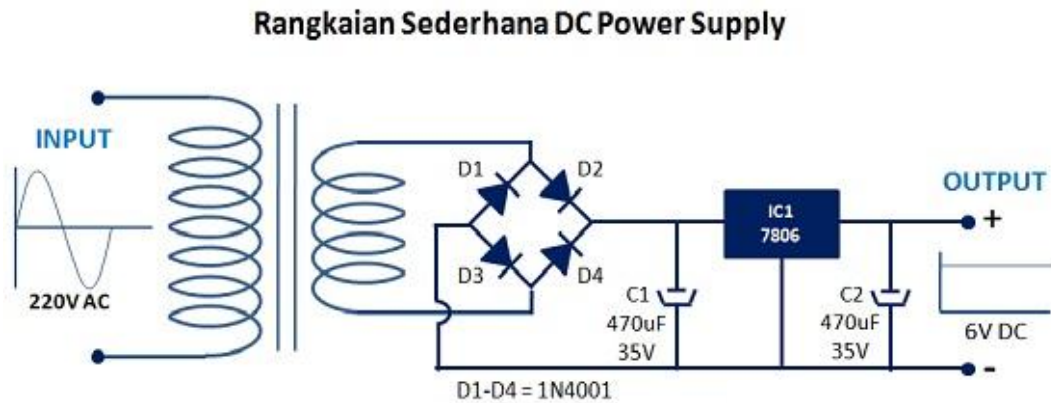 Rangkaian Sederhana DC Power Supply
INPUT
220V AC
D1
D2
D3
D4
IC1
7806
OUTPUT
+
C1
470uF
35V
C2
470uF
35V
6V DC
-
D1-D4 = 1N4001